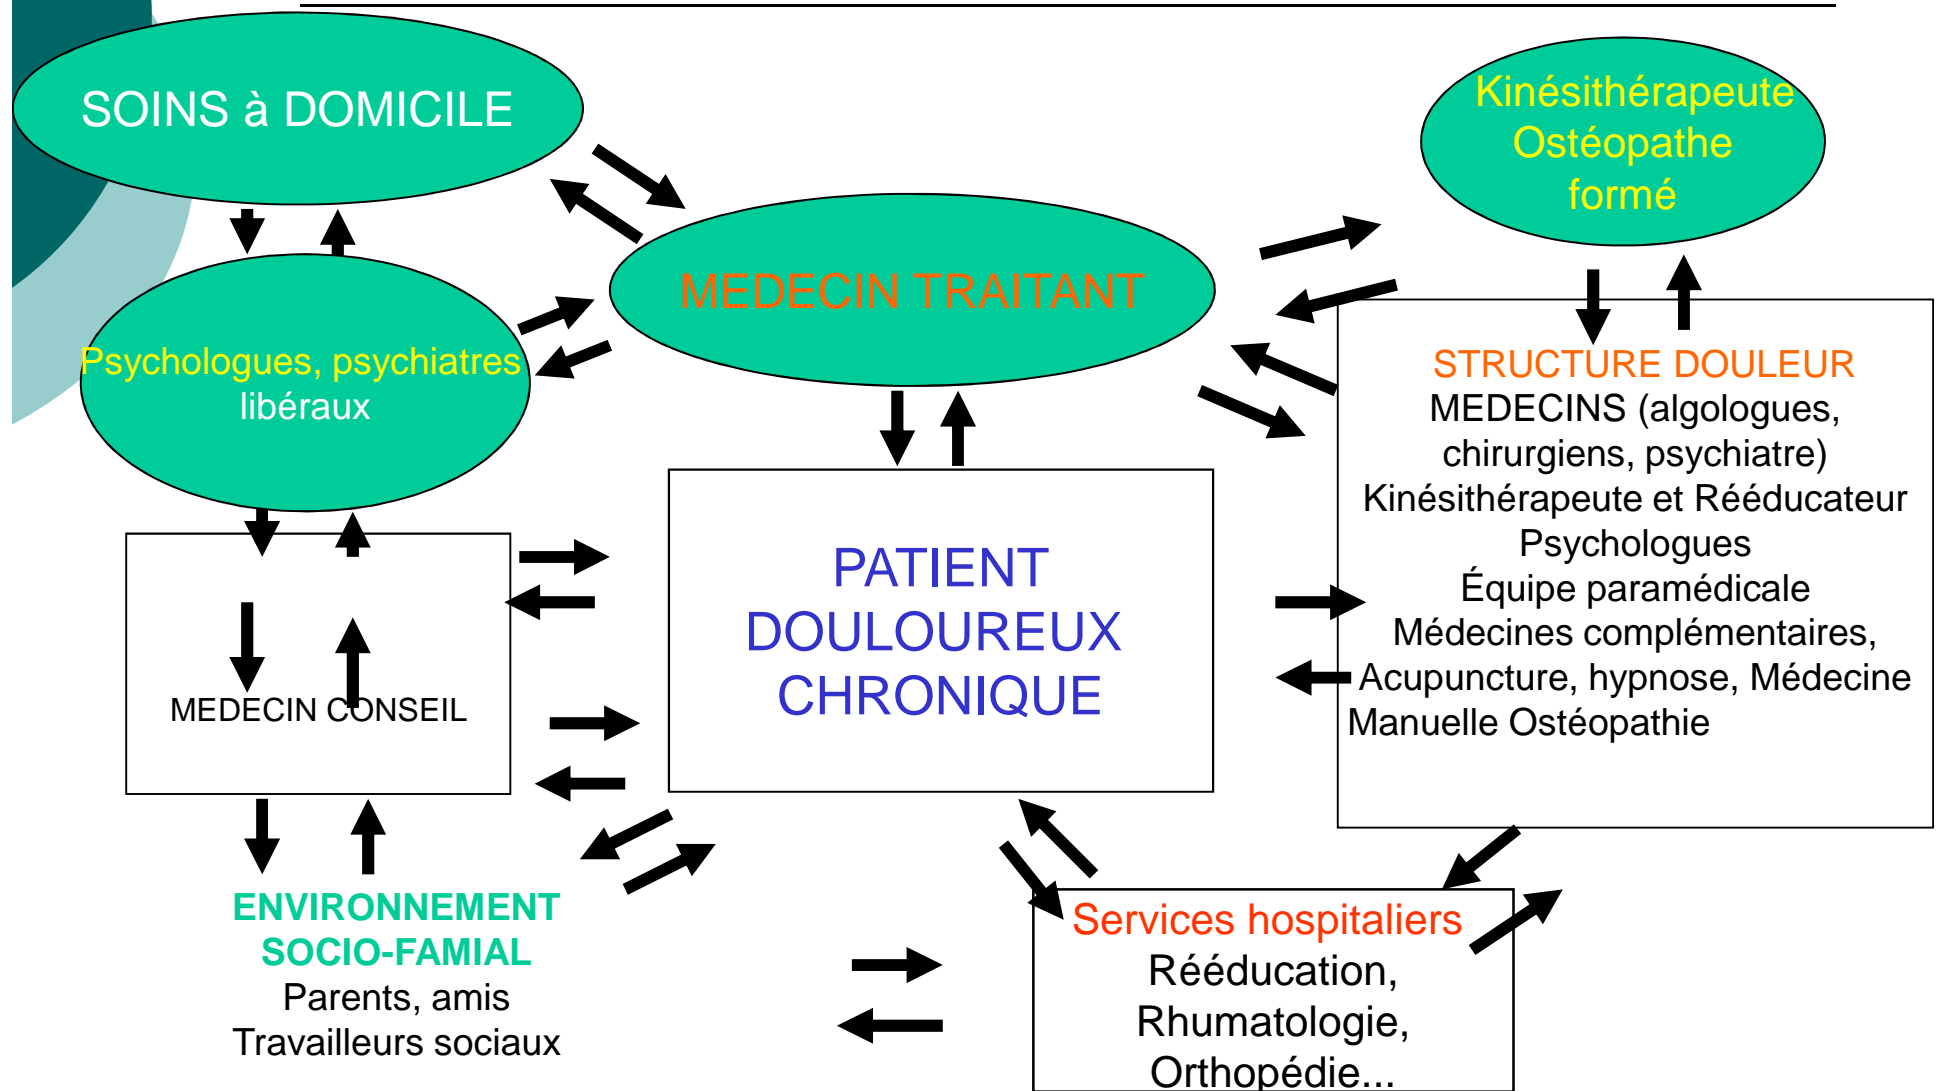 SOINS à DOMICILE
Kinésithérapeute
Ostéopathe
formé
MEDECIN TRAITANT
Psychologues, psychiatres
libéraux
STRUCTURE DOULEUR
MEDECINS (algologues,
chirurgiens, psychiatre)
Kinésithérapeute et Rééducateur
Psychologues
Équipe paramédicale
Médecines complémentaires,
Acupuncture, hypnose, Médecine
Manuelle Ostéopathie
PATIENT
DOULOUREUX
CHRONIQUE
MEDECIN CONSEIL
ENVIRONNEMENT
SOCIO-FAMIAL
Parents, amis
Travailleurs sociaux
Services hospitaliers
Rééducation,
Rhumatologie,
Orthopédie...